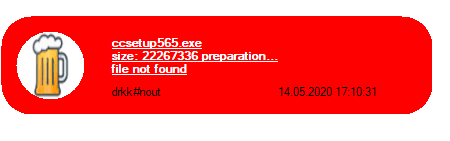 ccsetup565.exe
size: 22267336 preparation...
file not found
drkk#nout 14.05.2020 17:10:31